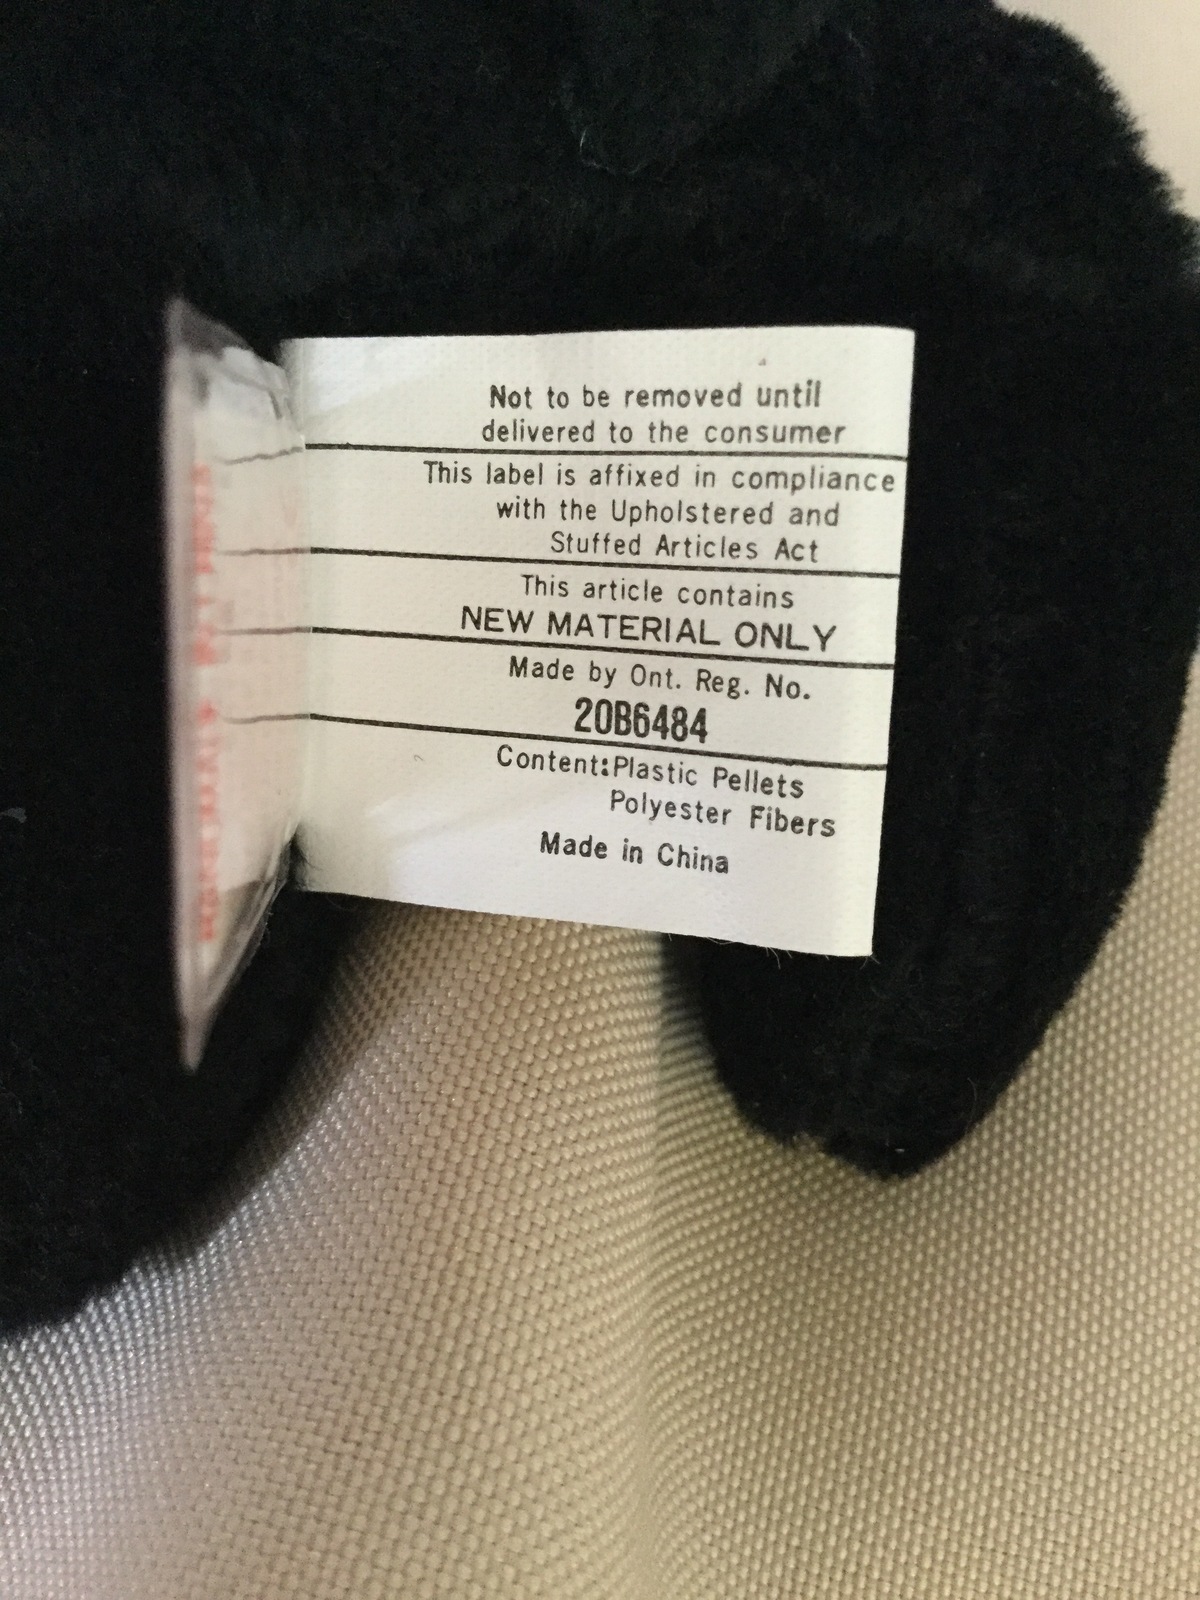 Not to be removed until
delivered to the consumer
This label is affixed in compliance
with the Upholstered and
Stuffed Articles Act
This article contains
NEW MATERIAL ONLY
Made by Ont. Reg. No.
20B6484
Content:Plastic Pellets
Polyester Fibers
Made in China